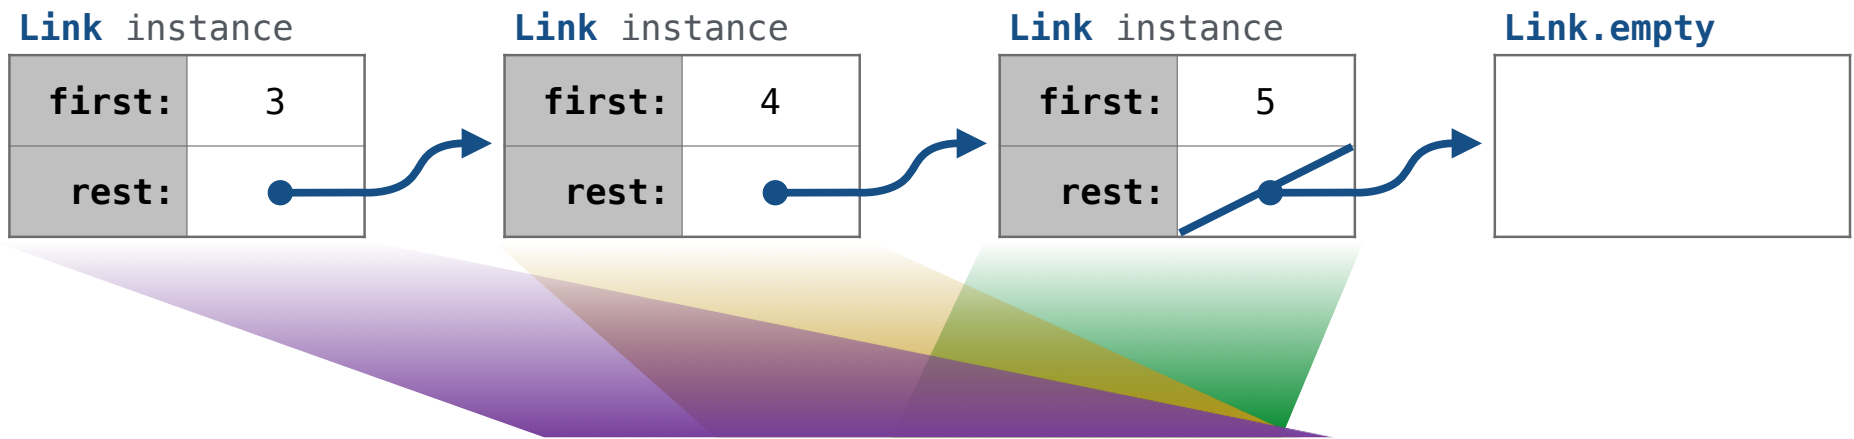 Link instance
first: 3
rest:
Link instance
first: 4
rest:
Link instance
first: 5
rest:
Link.empty